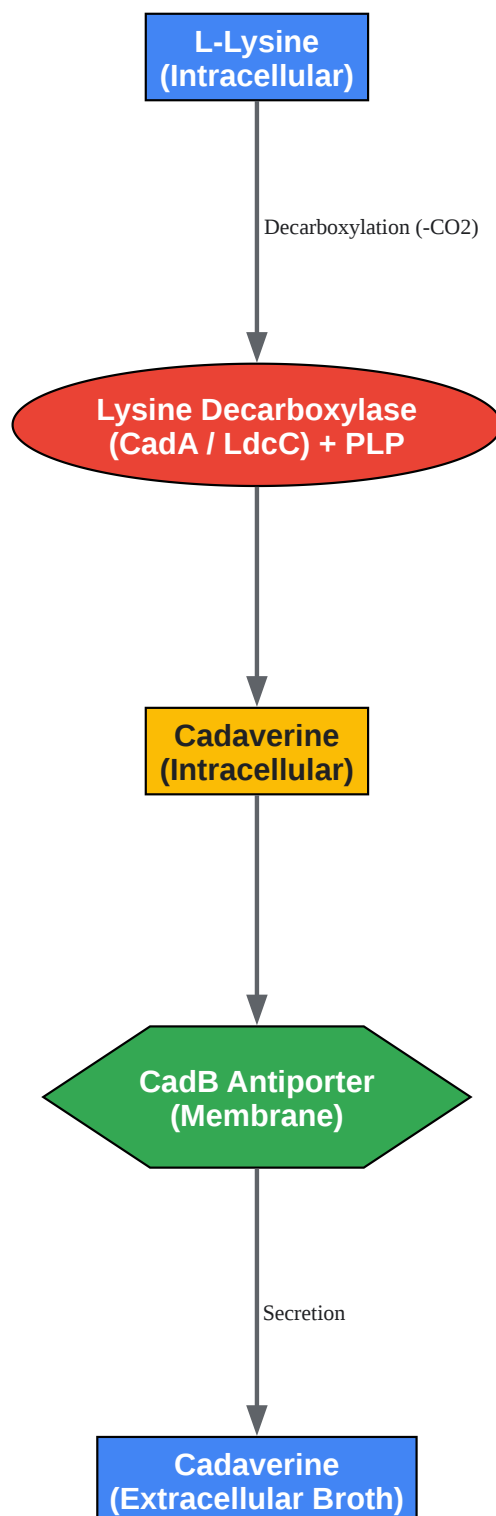 L-Lysine
(Intracellular)
Decarboxylation (-CO2)
Lysine Decarboxylase
(CadA / LdcC) + PLP
Cadaverine
(Intracellular)
CadB Antiporter
(Membrane)
Secretion
Cadaverine
(Extracellular Broth)